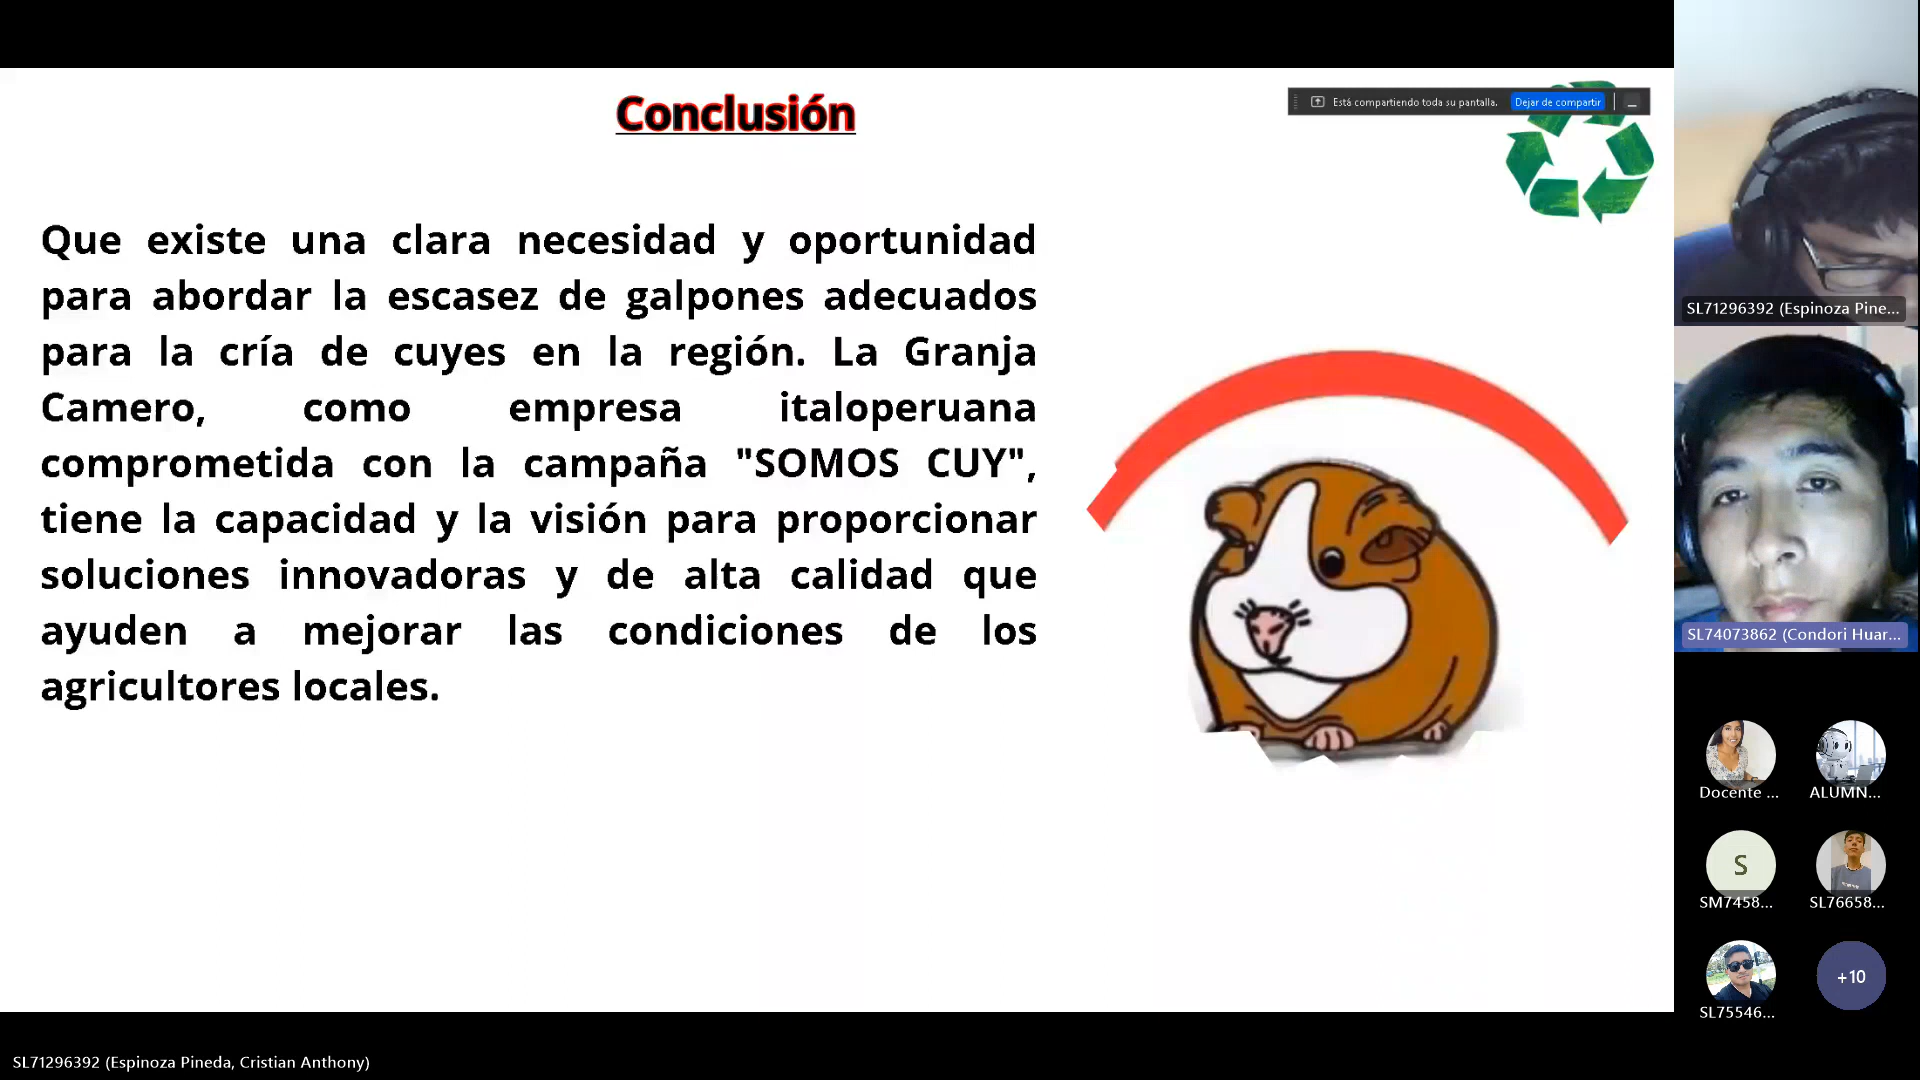 Conclusión
Está compartiendo toda su pantalla.
Dejar de compartir
Que existe una clara necesidad y oportunidad
para abordar la escasez de galpones adecuados
para la cría de cuyes en la región. La Granja
Camero, como empresa italoperuana
comprometida con la campaña "SOMOS CUY",
tiene la capacidad y la visión para proporcionar
soluciones innovadoras y de alta calidad que
ayuden a mejorar las condiciones de los
agricultores locales.
SL71296392 (Espinoza Pine...
SL74073862 (Condori Huar...
Docente ...
ALUMN...
S
SM7458...
SL76658...
SL75546...
+10
SL71296392 (Espinoza Pineda, Cristian Anthony)